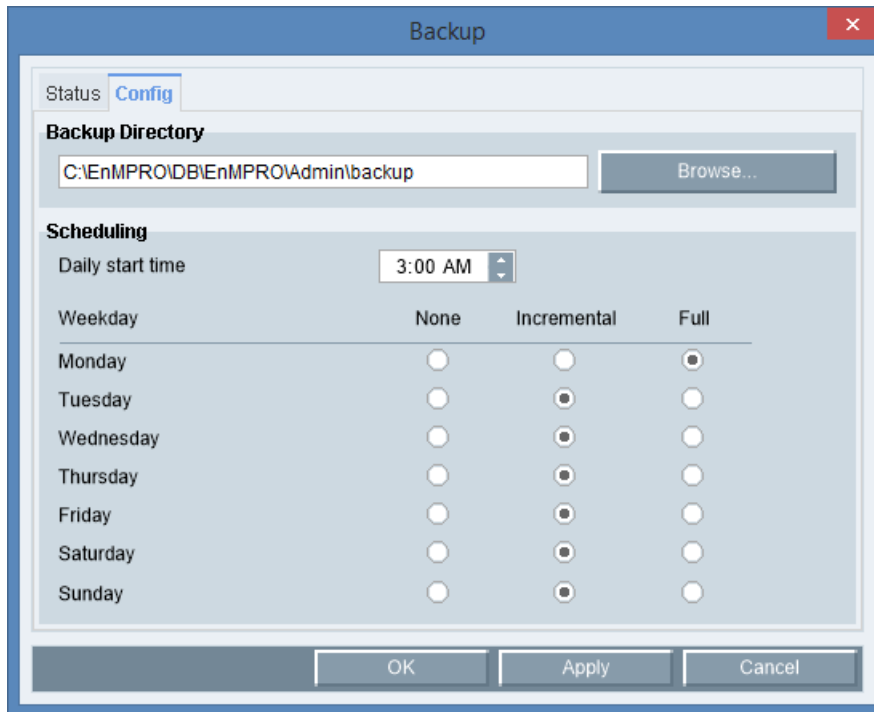 Backup
Status Config
Backup Directory
C:\EnMPRO\DB\EnMPRO\Admin\backup Browse...
Scheduling
Daily start time 3:00 AM
Weekday None Incremental Full
Monday
Tuesday
Wednesday
Thursday
Friday
Saturday
Sunday
OK Apply Cancel